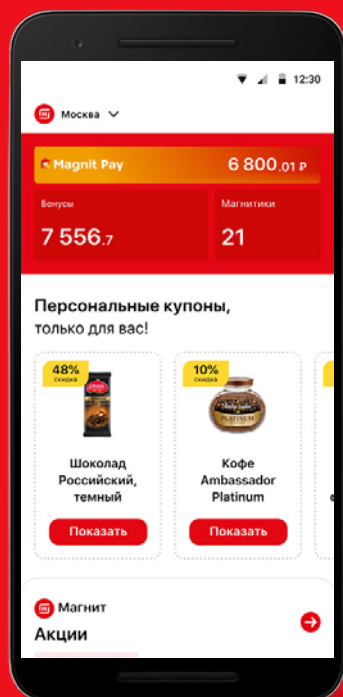 12:30
Москва
Magnit Pay 6 800.01 ₽
Бонусы Магнитики
7 556.7 21
Персональные купоны,
только для вас!
48% 10%
скидка скидка
PLATINUM
Шоколад Кофе
Российский, Ambassador
темный Platinum
Показать Показать
Магнит
Акции